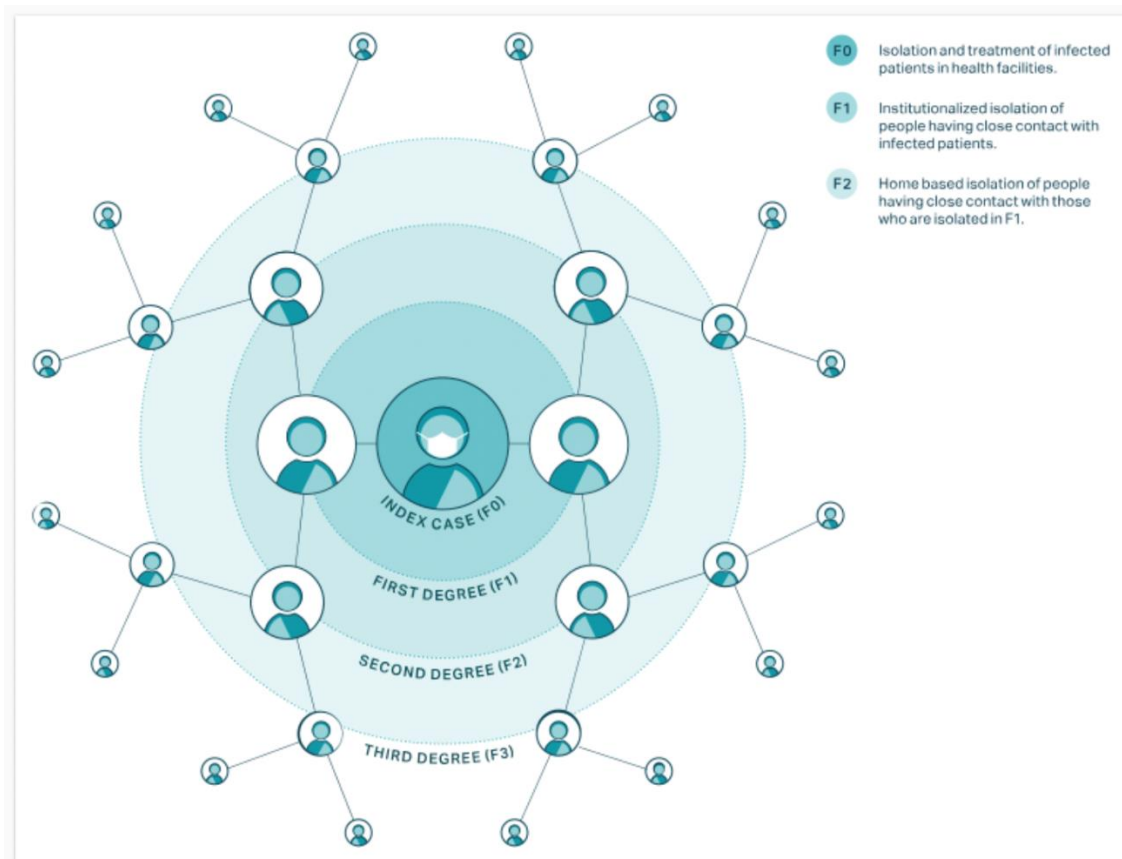 F0 Isolation and treatment of infected
patients in health facilities.
F1 Institutionalized isolation of
people having close contact with
infected patients.
F2 Home based isolation of people
having close contact with those
who are isolated in F1.
INDEX CASE (F0)
FIRST DEGREE (F1)
SECOND DEGREE (F2)
THIRD DEGREE (F3)